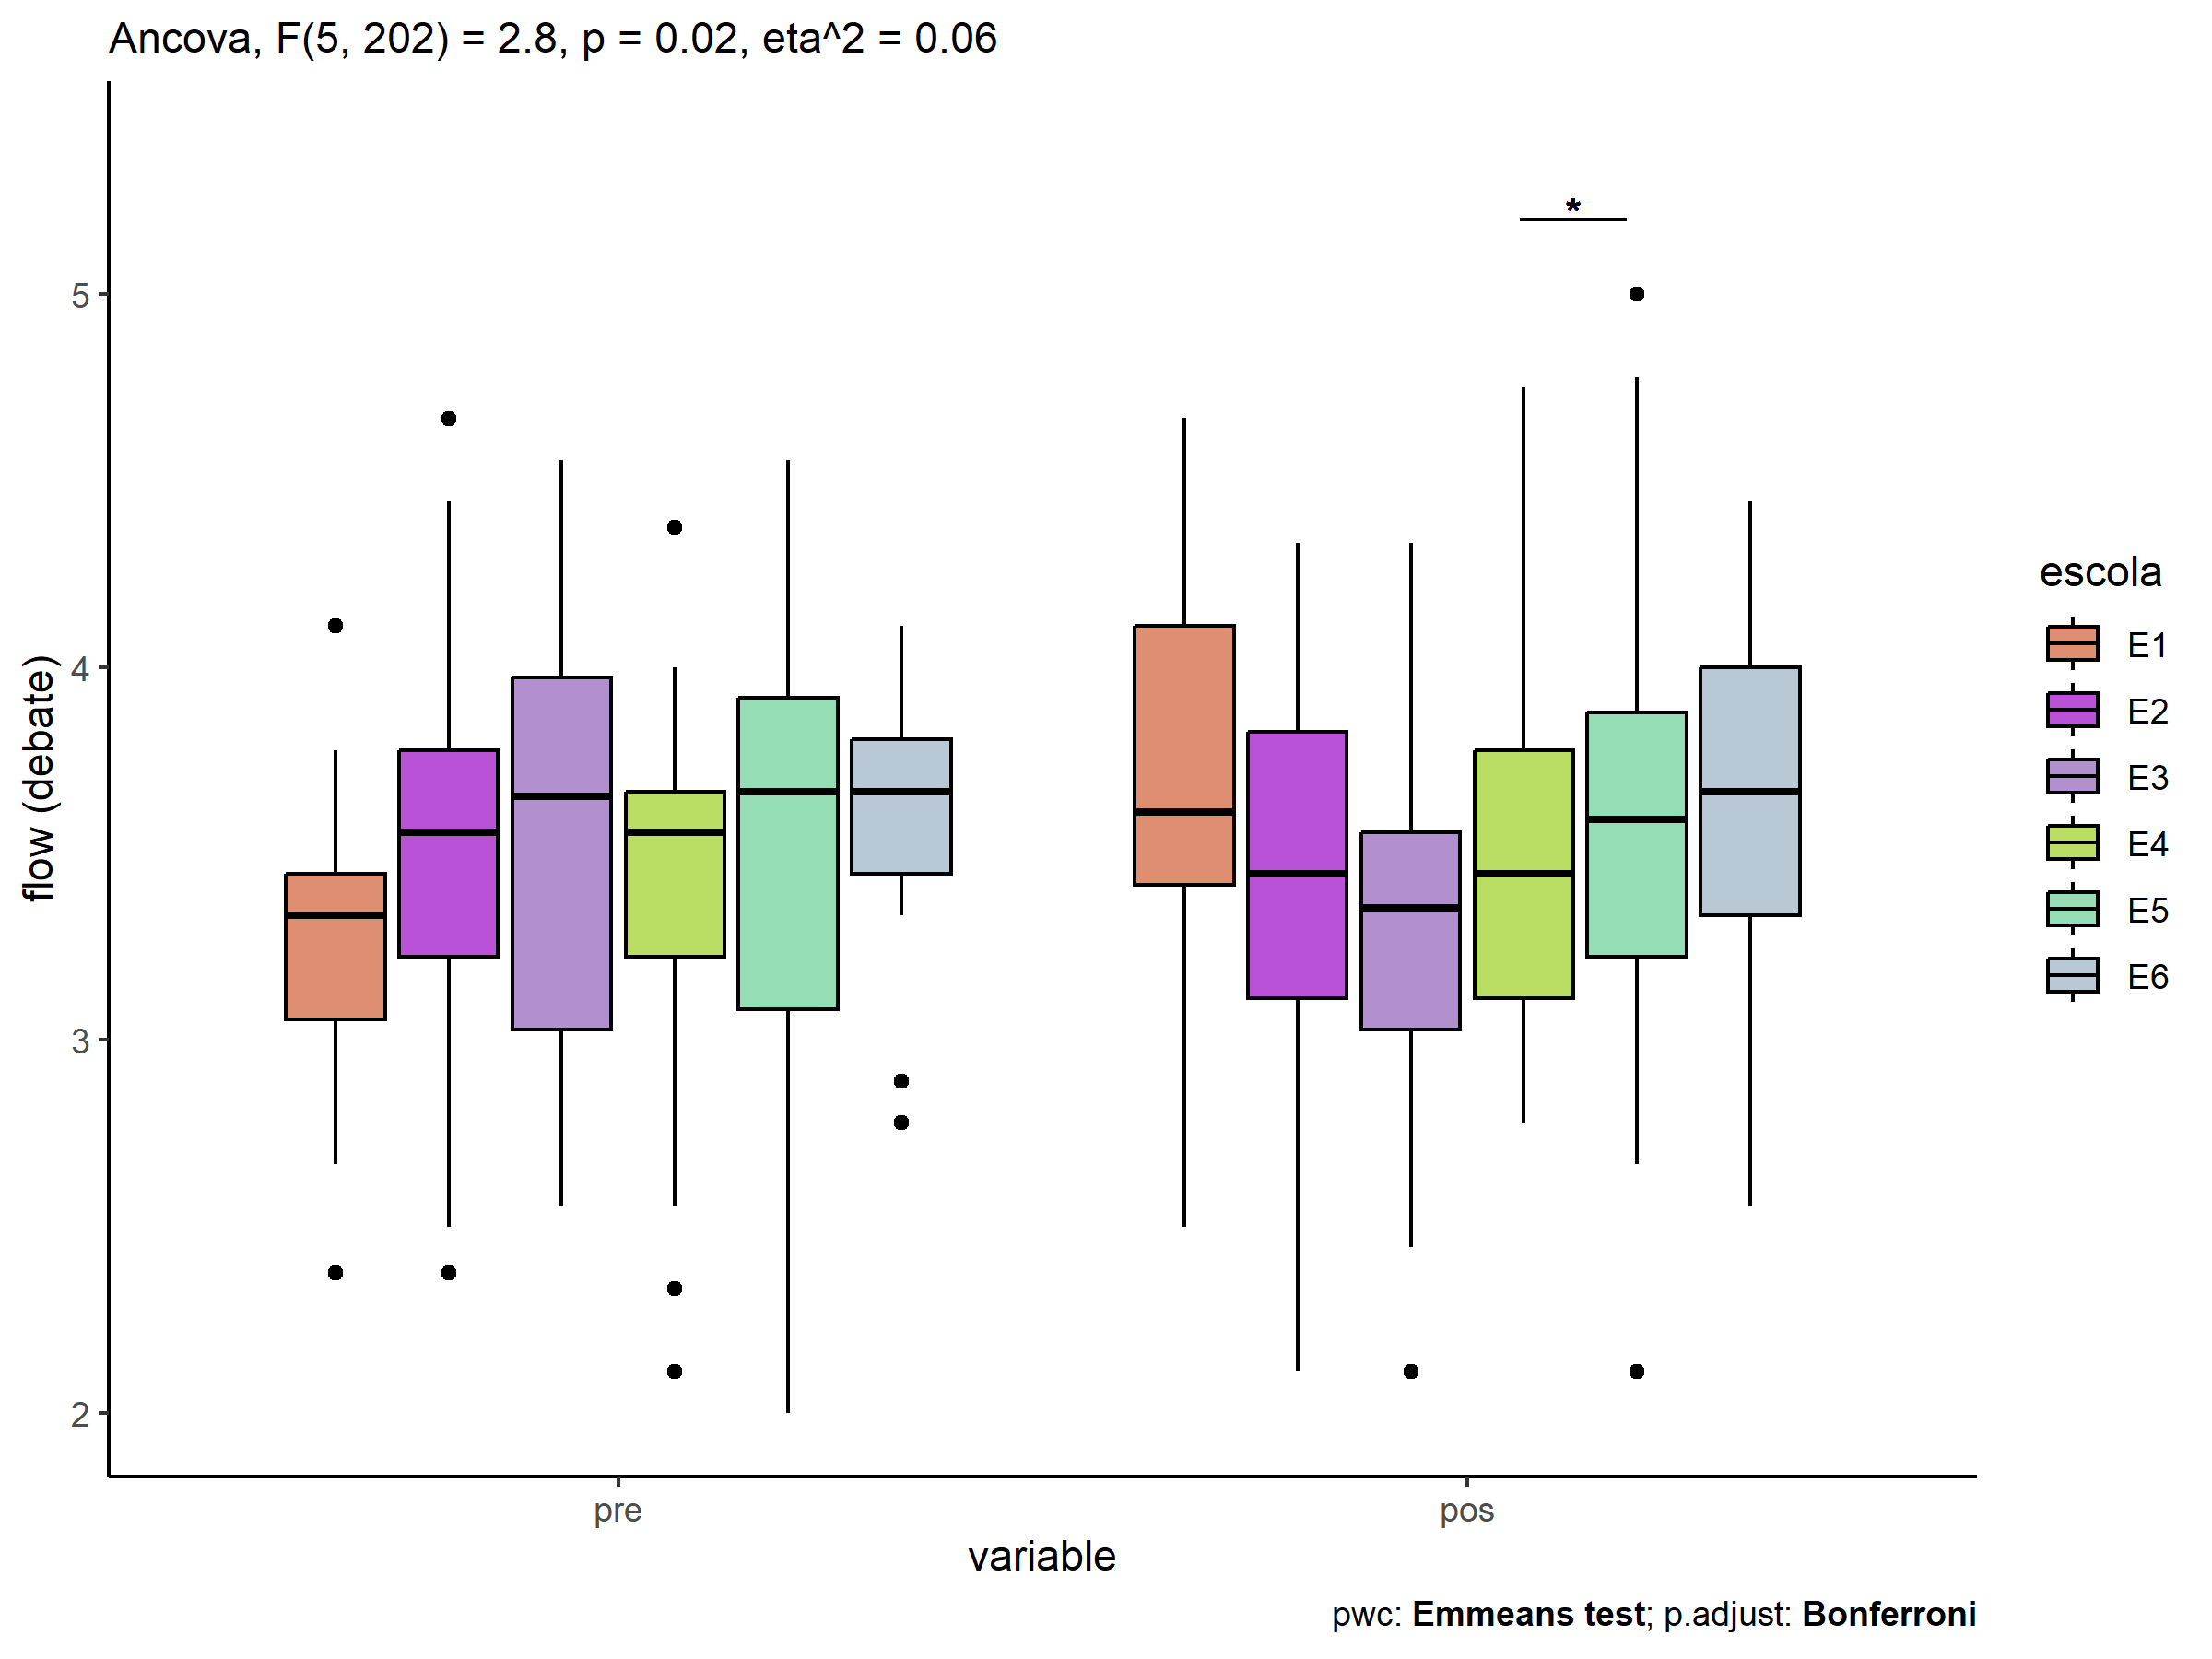 Ancova, F(5, 202) = 2.8, p = 0.02, eta^2 = 0.06
*
5
4
3
2
flow (debate)
pre
pos
variable
escola
E1
E2
E3
E4
E5
E6
pwc: Emmeans test; p.adjust: Bonferroni